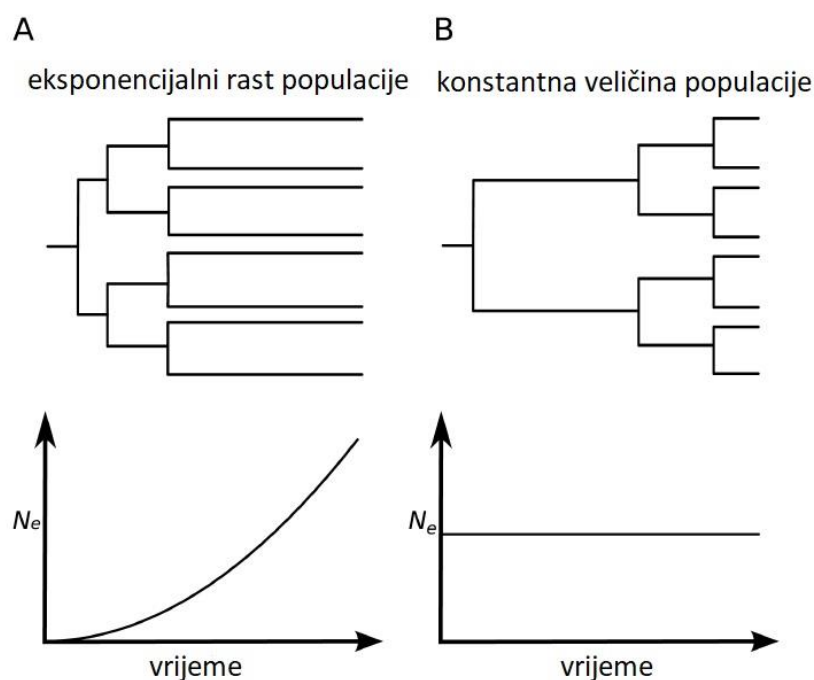 A
eksponencijalni rast populacije
Ne
vrijeme
B
konstantna veličina populacije
Ne
vrijeme